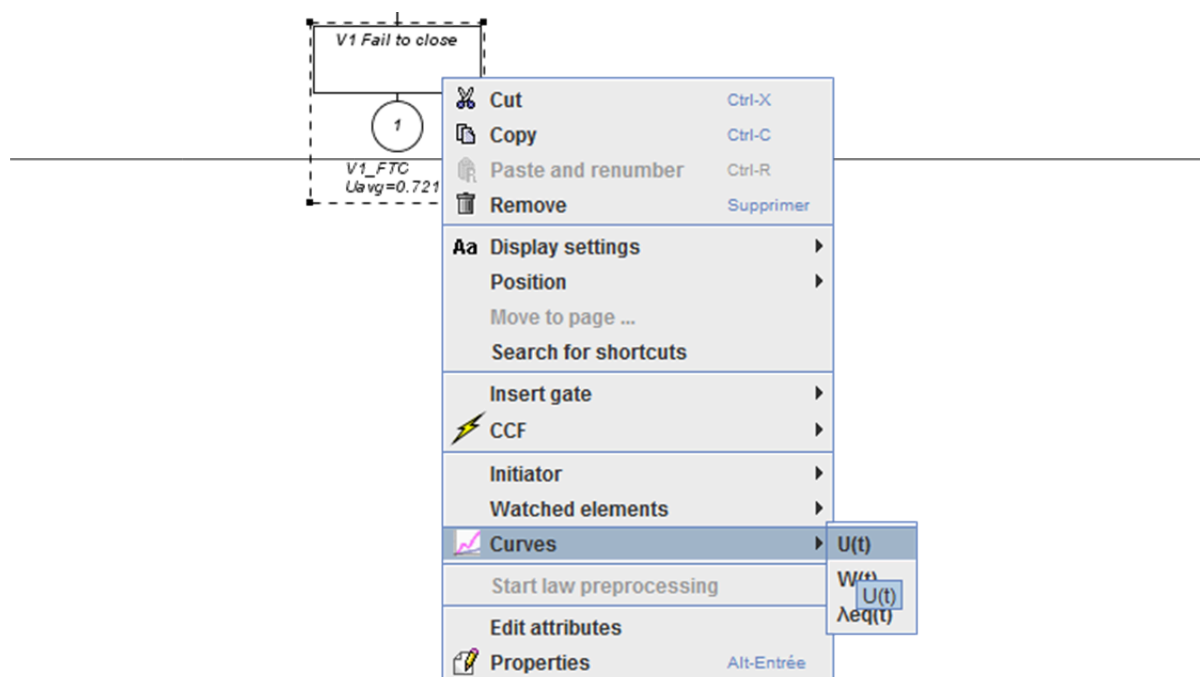 V1 Fail to close
1
V1_FTC
Uavg=0.721
Cut Ctrl-X
Copy Ctrl-C
Paste and renumber Ctrl-R
Remove Supprimer
Aa Display settings
Position
Move to page ...
Search for shortcuts
Insert gate
CCF
Initiator
Watched elements
Curves
U(t)
W(t)
U(t)
λeq(t)
Start law preprocessing
Edit attributes
Properties Alt-Entrée